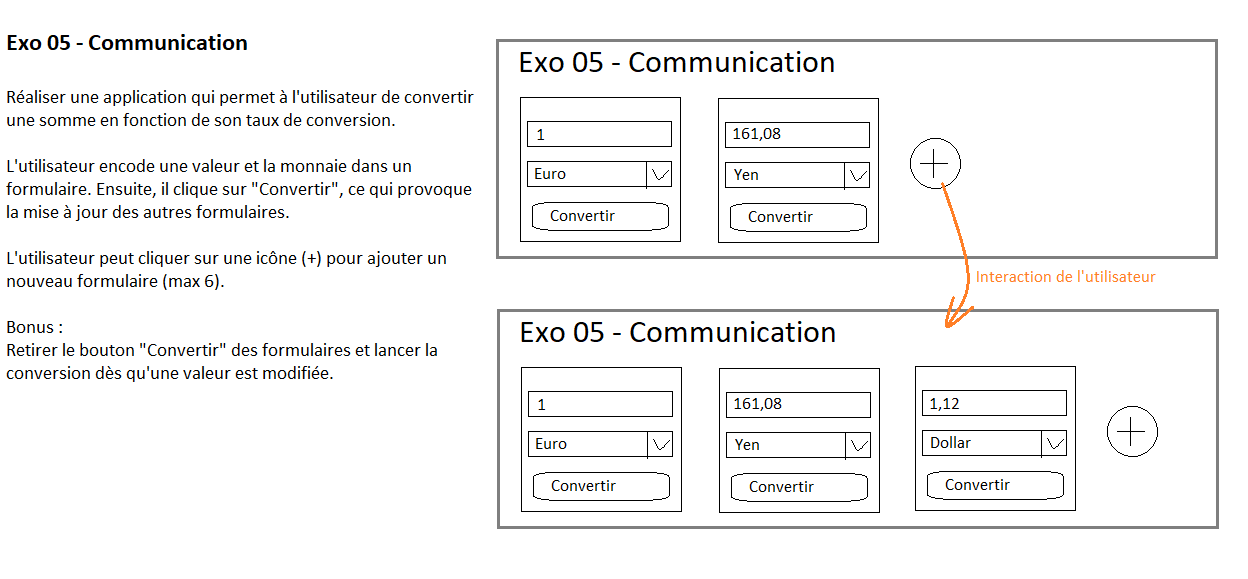 Exo 05 - Communication
Réaliser une application qui permet à l'utilisateur de convertir
une somme en fonction de son taux de conversion.
L'utilisateur encode une valeur et la monnaie dans un
formulaire. Ensuite, il clique sur "Convertir", ce qui provoque
la mise à jour des autres formulaires.
L'utilisateur peut cliquer sur une icône (+) pour ajouter un
nouveau formulaire (max 6).
Bonus :
Retirer le bouton "Convertir" des formulaires et lancer la
conversion dès qu'une valeur est modifiée.
Exo 05 - Communication
1
Euro
Convertir
161,08
Yen
Convertir
Interaction de l'utilisateur
Exo 05 - Communication
1
Euro
Convertir
161,08
Yen
Convertir
1,12
Dollar
Convertir